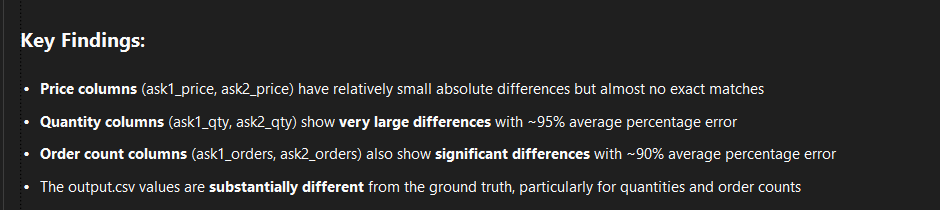 Key Findings:
• Price columns (ask1_price, ask2_price) have relatively small absolute differences but almost no exact matches
• Quantity columns (ask1_qty, ask2_qty) show very large differences with ~95% average percentage error
• Order count columns (ask1_orders, ask2_orders) also show significant differences with ~90% average percentage error
• The output.csv values are substantially different from the ground truth, particularly for quantities and order counts